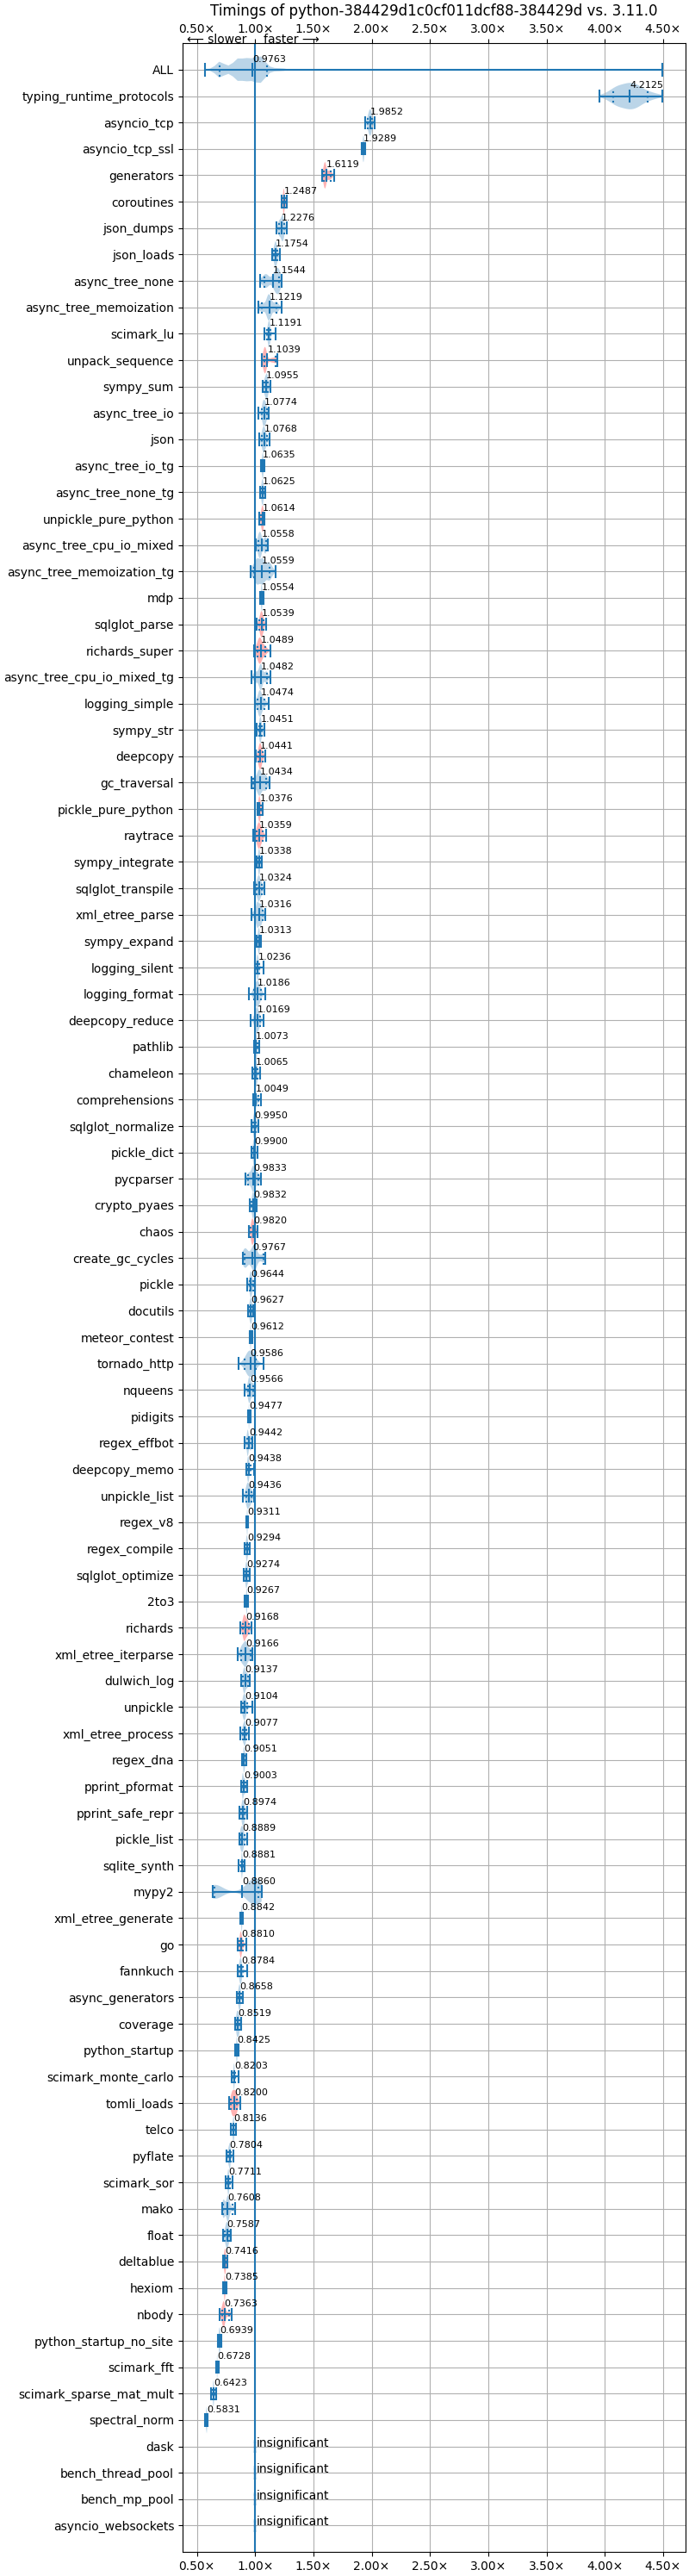 Timings of python-384429d1c0cf011dcf88-384429d vs. 3.11.0
0.50× 1.00× 1.50× 2.00× 2.50× 3.00× 3.50× 4.00× 4.50×
⟵ slower faster ⟶
ALL 0.9763
typing_runtime_protocols 4.2125
asyncio_tcp 1.9852
asyncio_tcp_ssl 1.9289
generators 1.6119
coroutines 1.2487
json_dumps 1.2276
json_loads 1.1754
async_tree_none 1.1544
async_tree_memoization 1.1219
scimark_lu 1.1191
unpack_sequence 1.1039
sympy_sum 1.0955
async_tree_io 1.0774
json 1.0768
async_tree_io_tg 1.0635
async_tree_none_tg 1.0625
unpickle_pure_python 1.0614
async_tree_cpu_io_mixed 1.0558
async_tree_memoization_tg 1.0559
mdp 1.0554
sqlglot_parse 1.0539
richards_super 1.0489
async_tree_cpu_io_mixed_tg 1.0482
logging_simple 1.0474
sympy_str 1.0451
deepcopy 1.0441
gc_traversal 1.0434
pickle_pure_python 1.0376
raytrace 1.0359
sympy_integrate 1.0338
sqlglot_transpile 1.0324
xml_etree_parse 1.0316
sympy_expand 1.0313
logging_silent 1.0236
logging_format 1.0186
deepcopy_reduce 1.0169
pathlib 1.0073
chameleon 1.0065
comprehensions 1.0049
sqlglot_normalize 0.9950
pickle_dict 0.9900
pycparser 0.9833
crypto_pyaes 0.9832
chaos 0.9820
create_gc_cycles 0.9767
pickle 0.9644
docutils 0.9627
meteor_contest 0.9612
tornado_http 0.9586
nqueens 0.9566
pidigits 0.9477
regex_effbot 0.9442
deepcopy_memo 0.9438
unpickle_list 0.9436
regex_v8 0.9311
regex_compile 0.9294
sqlglot_optimize 0.9274
2to3 0.9267
richards 0.9168
xml_etree_iterparse 0.9166
dulwich_log 0.9137
unpickle 0.9104
xml_etree_process 0.9077
regex_dna 0.9051
pprint_pformat 0.9003
pprint_safe_repr 0.8974
pickle_list 0.8889
sqlite_synth 0.8881
mypy2 0.8860
xml_etree_generate 0.8842
go 0.8810
fannkuch 0.8784
async_generators 0.8658
coverage 0.8519
python_startup 0.8425
scimark_monte_carlo 0.8203
tomli_loads 0.8200
telco 0.8136
pyflate 0.7804
scimark_sor 0.7711
mako 0.7608
float 0.7587
deltablue 0.7416
hexiom 0.7385
nbody 0.7363
python_startup_no_site 0.6939
scimark_fft 0.6728
scimark_sparse_mat_mult 0.6423
spectral_norm 0.5831
dask insignificant
bench_thread_pool insignificant
bench_mp_pool insignificant
asyncio_websockets insignificant
0.50× 1.00× 1.50× 2.00× 2.50× 3.00× 3.50× 4.00× 4.50×